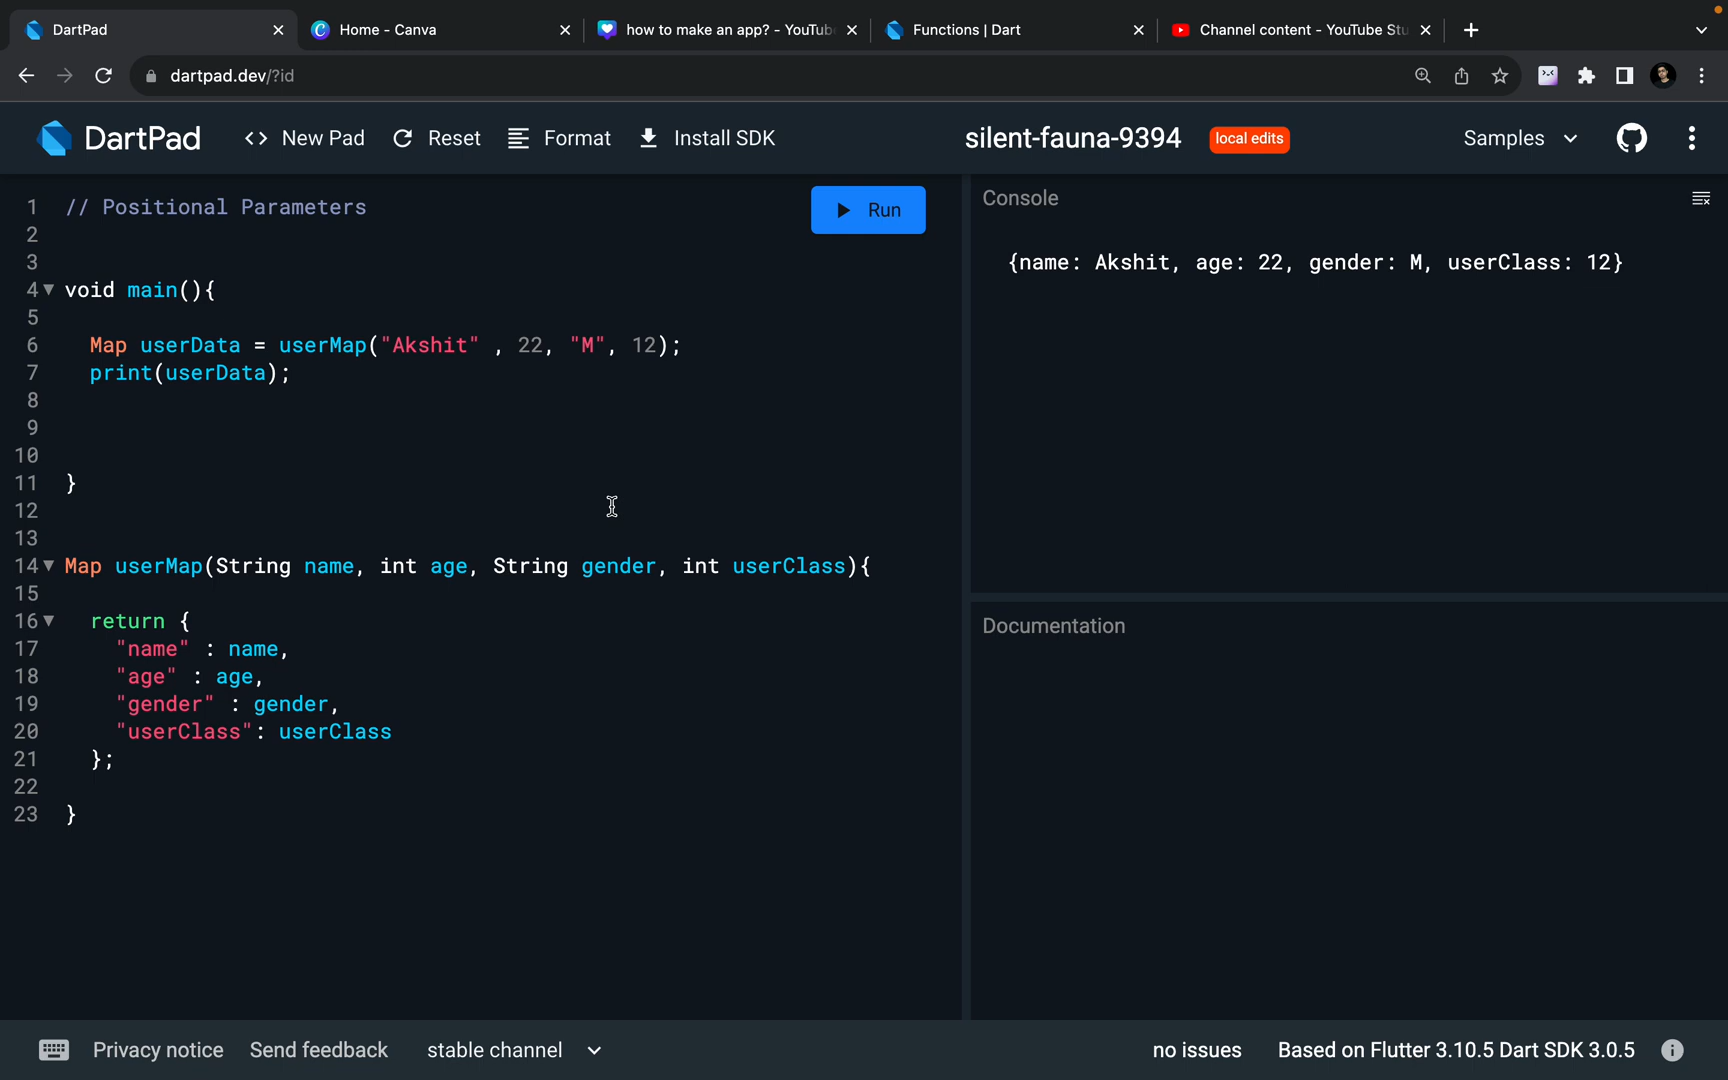 DartPad
Home - Canva
how to make an app? - YouTub
Functions | Dart
Channel content - YouTube Stu
dartpad.dev/?id
DartPad
<> New Pad
Reset
Format
Install SDK
silent-fauna-9394
local edits
Samples
1 // Positional Parameters
2
3
4 void main(){
5
6 Map userData = userMap("Akshit" , 22, "M", 12);
7 print(userData);
8
9
10
11 }
12
13
14 Map userMap(String name, int age, String gender, int userClass){
15
16 return {
17 "name" : name,
18 "age" : age,
19 "gender" : gender,
20 "userClass": userClass
21 };
22
23 }
Run
Console
{name: Akshit, age: 22, gender: M, userClass: 12}
Documentation
Privacy notice
Send feedback
stable channel
no issues
Based on Flutter 3.10.5 Dart SDK 3.0.5